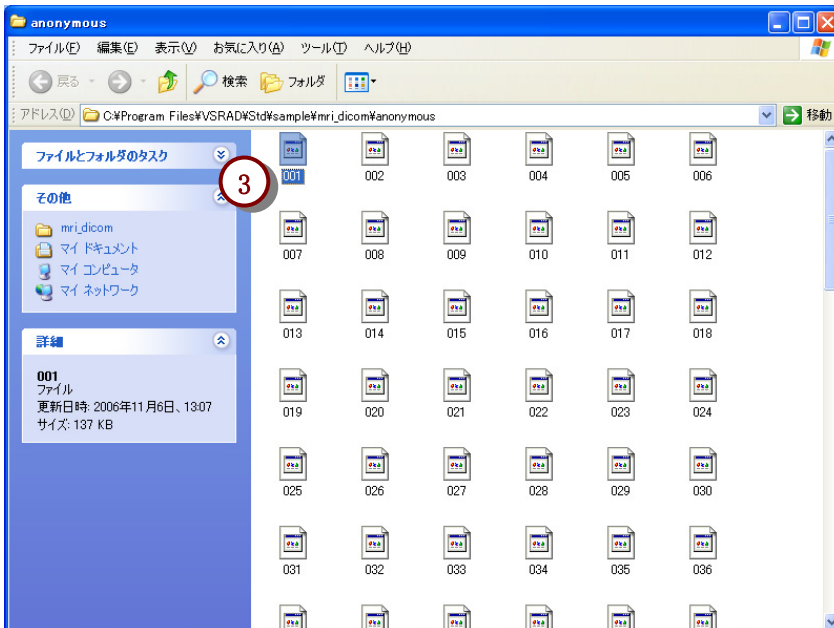 anonymous
ファイル(F) 編集(E) 表示(V) お気に入り(A) ツール(T) ヘルプ(H)
戻る 検索 フォルダ
アドレス(D) C:¥Program Files¥VSRAD¥Std¥sample¥mri_dicom¥anonymous 移動
ファイルとフォルダのタスク
3
その他
mri_dicom
マイ ドキュメント
マイ コンピュータ
マイ ネットワーク
詳細
001
ファイル
更新日時: 2006年11月6日、13:07
サイズ: 137 KB
001 002 003 004 005 006
007 008 009 010 011 012
013 014 015 016 017 018
019 020 021 022 023 024
025 026 027 028 029 030
031 032 033 034 035 036